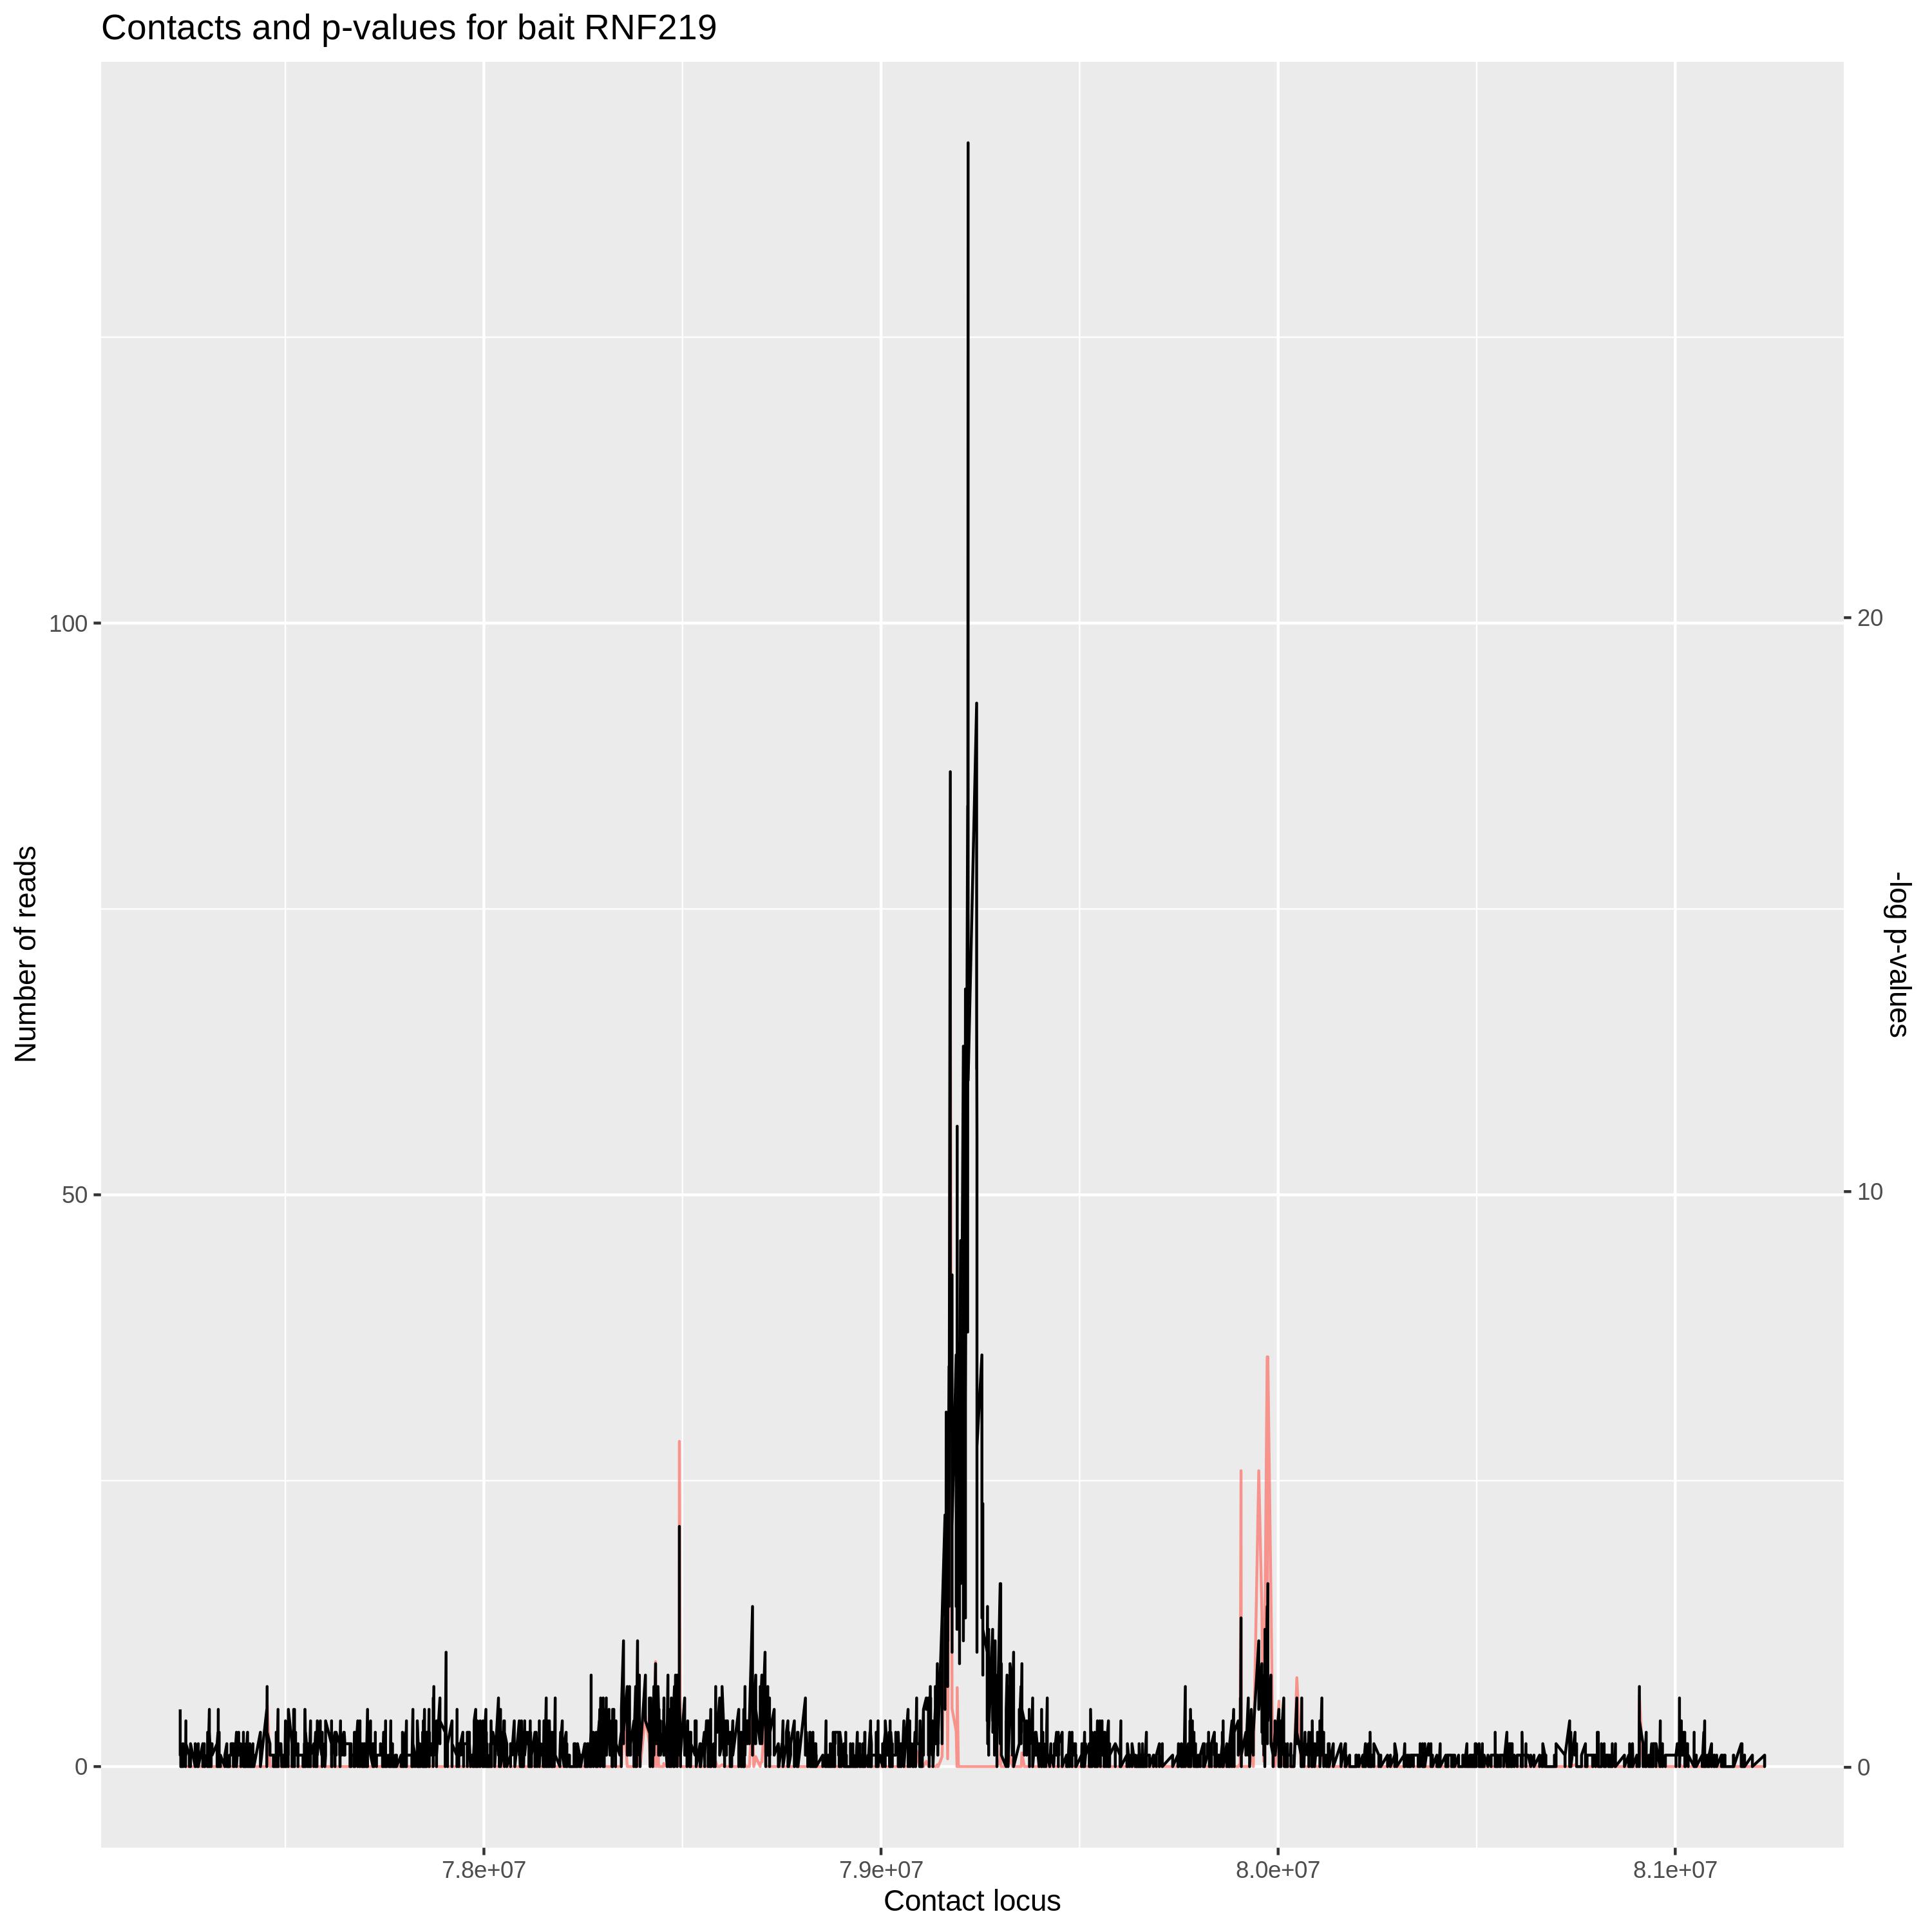 Contacts and p-values for bait RNF219
Number of reads
100
50
0
20
10
0
-log p-values
7.8e+07
7.9e+07
8.0e+07
8.1e+07
Contact locus